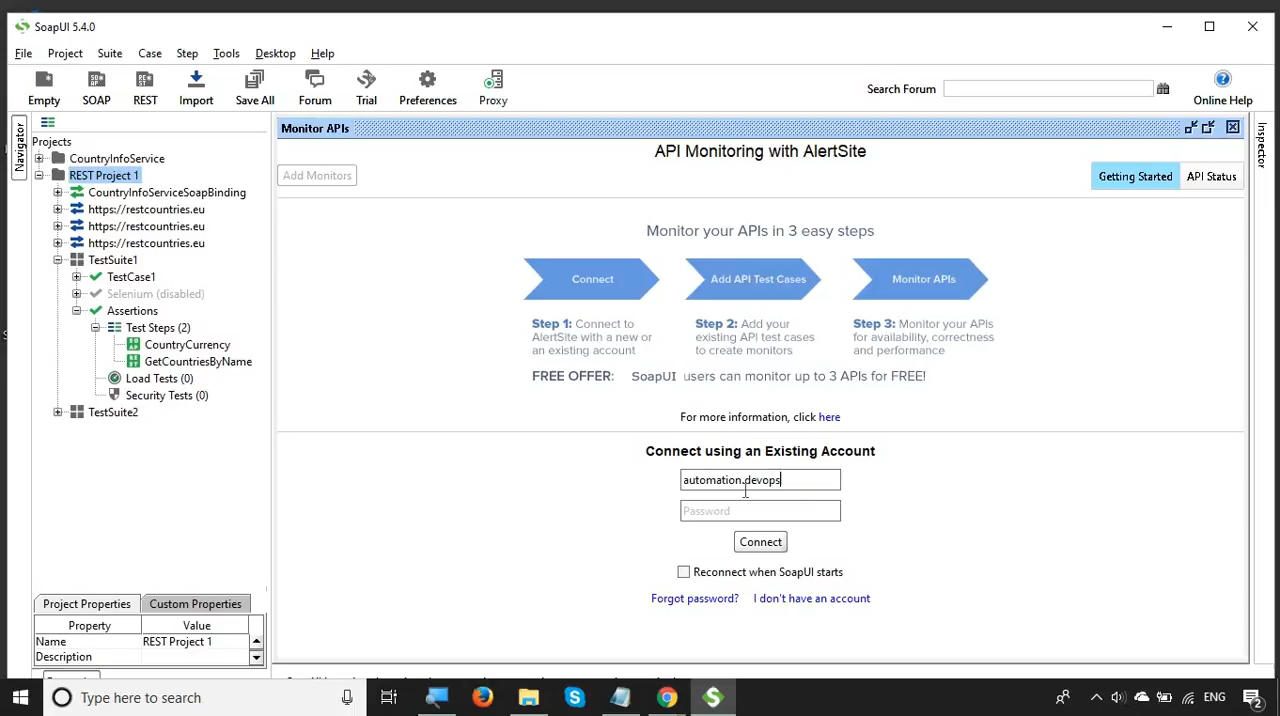 SoapUI 5.4.0
File Project Suite Case Step Tools Desktop Help
Empty SOAP REST Import Save All Forum Trial Preferences Proxy
Search Forum
Online Help
Navigator
Projects
CountryInfoService
REST Project 1
CountryInfoServiceSoapBinding
https://restcountries.eu
https://restcountries.eu
https://restcountries.eu
TestSuite1
TestCase1
Selenium (disabled)
Assertions
Test Steps (2)
CountryCurrency
GetCountriesByName
Load Tests (0)
Security Tests (0)
TestSuite2
Project Properties Custom Properties
Property Value
Name REST Project 1
Description
Monitor APIs
API Monitoring with AlertSite
Add Monitors
Getting Started API Status
Monitor your APIs in 3 easy steps
Connect Add API Test Cases Monitor APIs
Step 1: Connect to
AlertSite with a new or
an existing account
Step 2: Add your
existing API test cases
to create monitors
Step 3: Monitor your APIs
for availability, correctness
and performance
FREE OFFER: SoapUI users can monitor up to 3 APIs for FREE!
For more information, click here
Connect using an Existing Account
automation.devops
Password
Connect
Reconnect when SoapUI starts
Forgot password? I don't have an account
Inspector
Type here to search
ENG
2